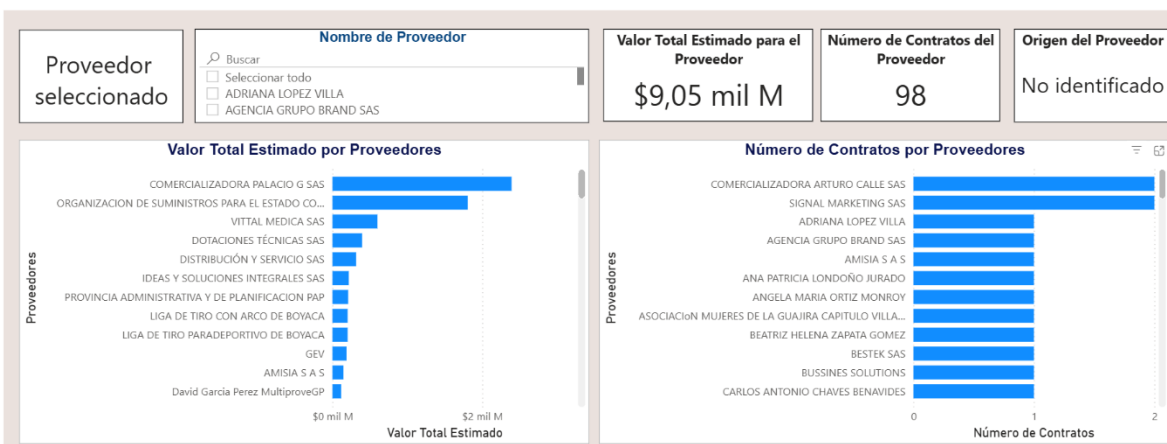 Proveedor
seleccionado
Nombre de Proveedor
Buscar
Seleccionar todo
ADRIANA LOPEZ VILLA
AGENCIA GRUPO BRAND SAS
Valor Total Estimado para el
Proveedor
$9,05 mil M
Número de Contratos del
Proveedor
98
Origen del Proveedor
No identificado
Valor Total Estimado por Proveedores
Proveedores
COMERCIALIZADORA PALACIO G SAS
ORGANIZACION DE SUMINISTROS PARA EL ESTADO CO...
VITTAL MEDICA SAS
DOTACIONES TÉCNICAS SAS
DISTRIBUCIÓN Y SERVICIO SAS
IDEAS Y SOLUCIONES INTEGRALES SAS
PROVINCIA ADMINISTRATIVA Y DE PLANIFICACION PAP
LIGA DE TIRO CON ARCO DE BOYACA
LIGA DE TIRO PARADEPORTIVO DE BOYACA
GEV
AMISIA S A S
David Garcia Perez MultiproveGP
$0 mil M
$2 mil M
Valor Total Estimado
Número de Contratos por Proveedores
Proveedores
COMERCIALIZADORA ARTURO CALLE SAS
SIGNAL MARKETING SAS
ADRIANA LOPEZ VILLA
AGENCIA GRUPO BRAND SAS
AMISIA S A S
ANA PATRICIA LONDOÑO JURADO
ANGELA MARIA ORTIZ MONROY
ASOCIACIoN MUJERES DE LA GUAJIRA CAPITULO VILLA...
BEATRIZ HELENA ZAPATA GOMEZ
BESTEK SAS
BUSSINES SOLUTIONS
CARLOS ANTONIO CHAVES BENAVIDES
0
1
2
Número de Contratos